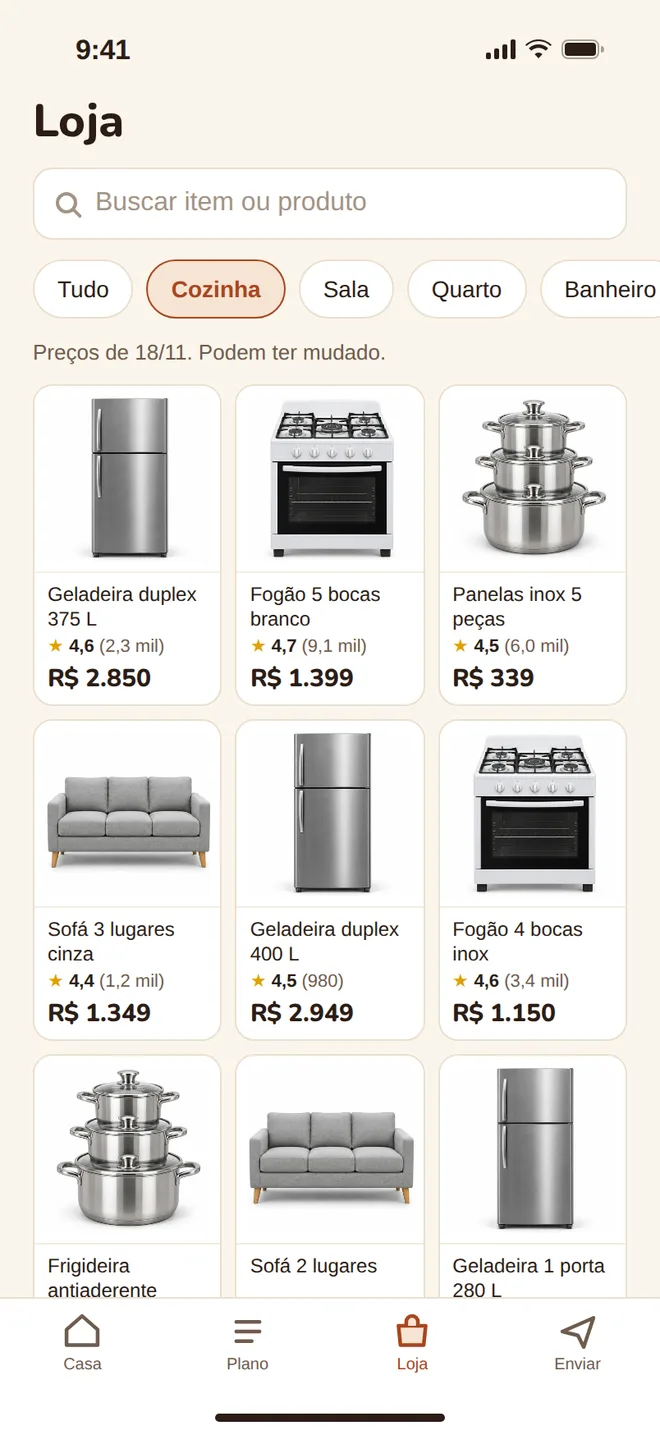 9:41
Loja
Buscar item ou produto
Tudo
Cozinha
Sala
Quarto
Banheiro
Preços de 18/11. Podem ter mudado.
Geladeira duplex
375 L
★ 4,6 (2,3 mil)
R$ 2.850
Fogão 5 bocas
branco
★ 4,7 (9,1 mil)
R$ 1.399
Panelas inox 5
peças
★ 4,5 (6,0 mil)
R$ 339
Sofá 3 lugares
cinza
★ 4,4 (1,2 mil)
R$ 1.349
Geladeira duplex
400 L
★ 4,5 (980)
R$ 2.949
Fogão 4 bocas
inox
★ 4,6 (3,4 mil)
R$ 1.150
Frigideira
antiaderente
Sofá 2 lugares
Geladeira 1 porta
280 L
Casa
Plano
Loja
Enviar